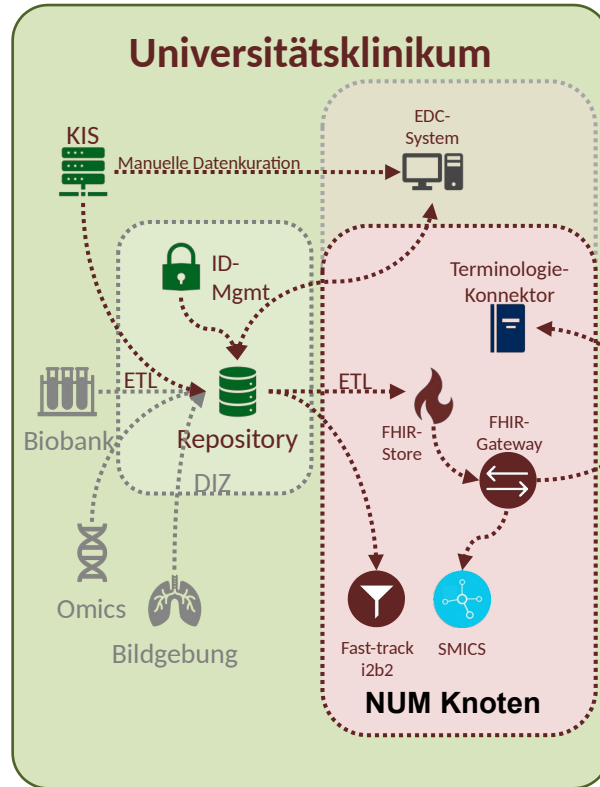 Universitätsklinikum
EDC-
System
KIS
Manuelle Datenkuration
ID-
Mgmt
Terminologie-
Konnektor
ETL
ETL
Biobank
Repository
FHIR-
Store
FHIR-
Gateway
DIZ
Omics
Bildgebung
Fast-track
i2b2
SMICS
NUM Knoten